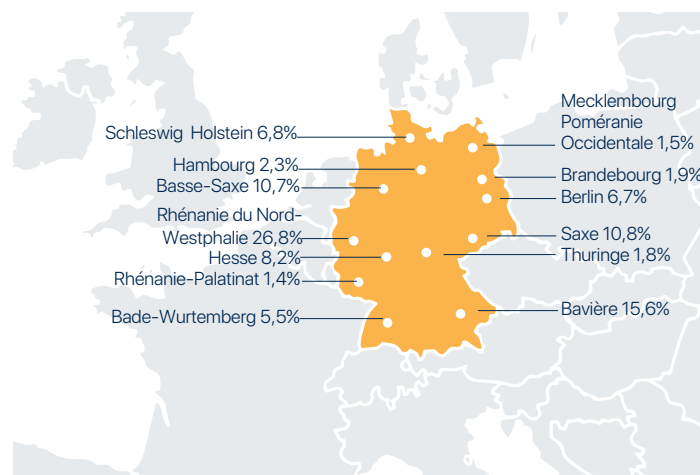 Schleswig Holstein 6,8%
Hambourg 2,3%
Basse-Saxe 10,7%
Rhénanie du Nord-
Westphalie 26,8%
Hesse 8,2%
Rhénanie-Palatinat 1,4%
Bade-Wurtemberg 5,5%
Mecklembourg
Poméranie
Occidentale 1,5%
Brandebourg 1,9%
Berlin 6,7%
Saxe 10,8%
Thuringe 1,8%
Bavière 15,6%